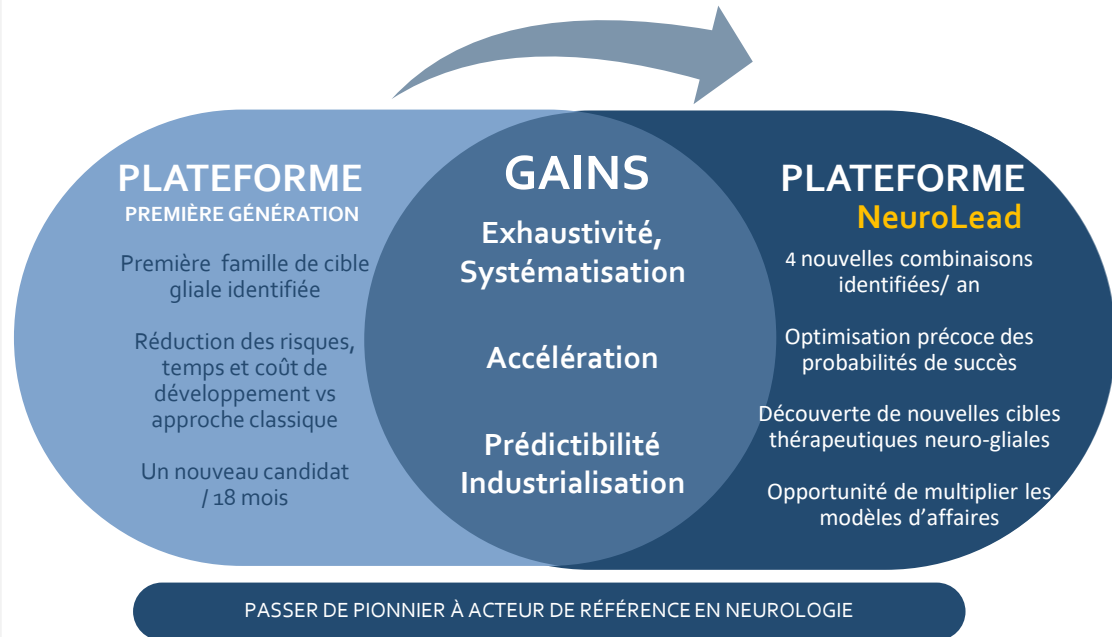 PLATEFORME
PREMIÈRE GÉNÉRATION
Première famille de cible
gliale identifiée
Réduction des risques,
temps et coût de
développement vs
approche classique
Un nouveau candidat
/ 18 mois
GAINS
Exhaustivité,
Systématisation
Accélération
Prédictibilité
Industrialisation
PLATEFORME
NeuroLead
4 nouvelles combinaisons
identifiées/ an
Optimisation précoce des
probabilités de succès
Découverte de nouvelles cibles
thérapeutiques neuro-gliales
Opportunité de multiplier les
modèles d’affaires
PASSER DE PIONNIER À ACTEUR DE RÉFÉRENCE EN NEUROLOGIE